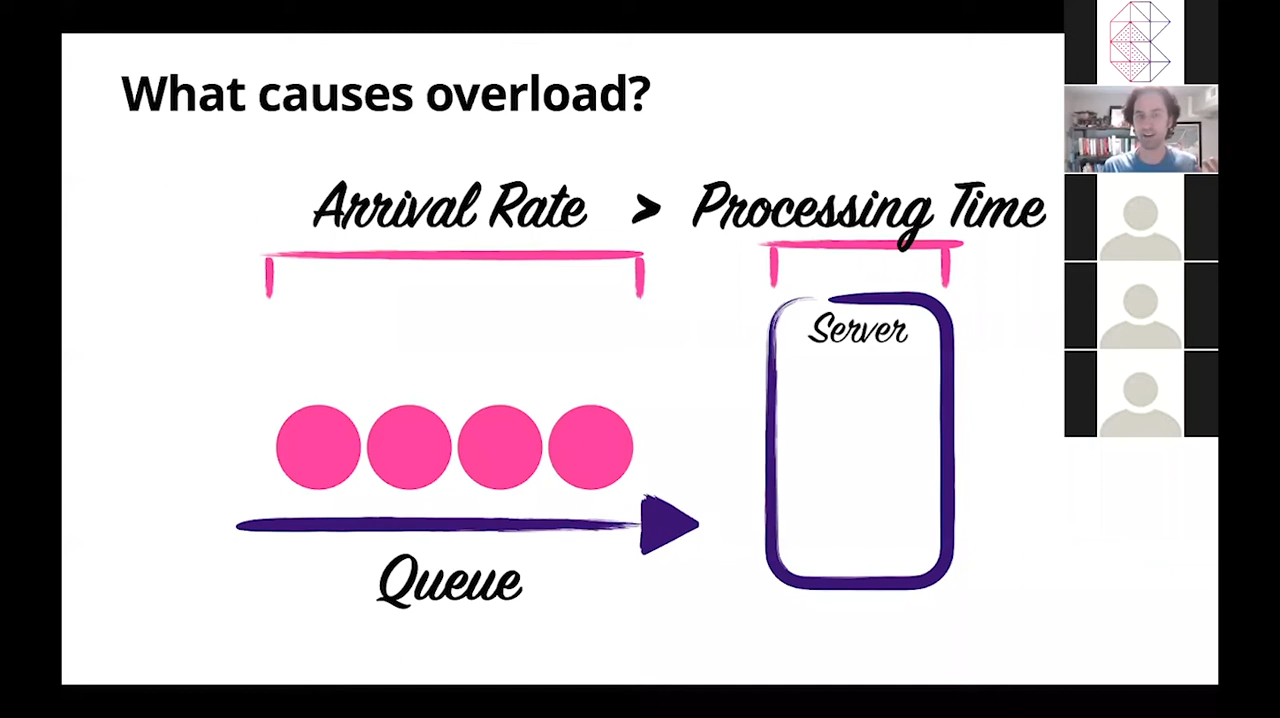 What causes overload?
Arrival Rate > Processing Time
Server
Queue